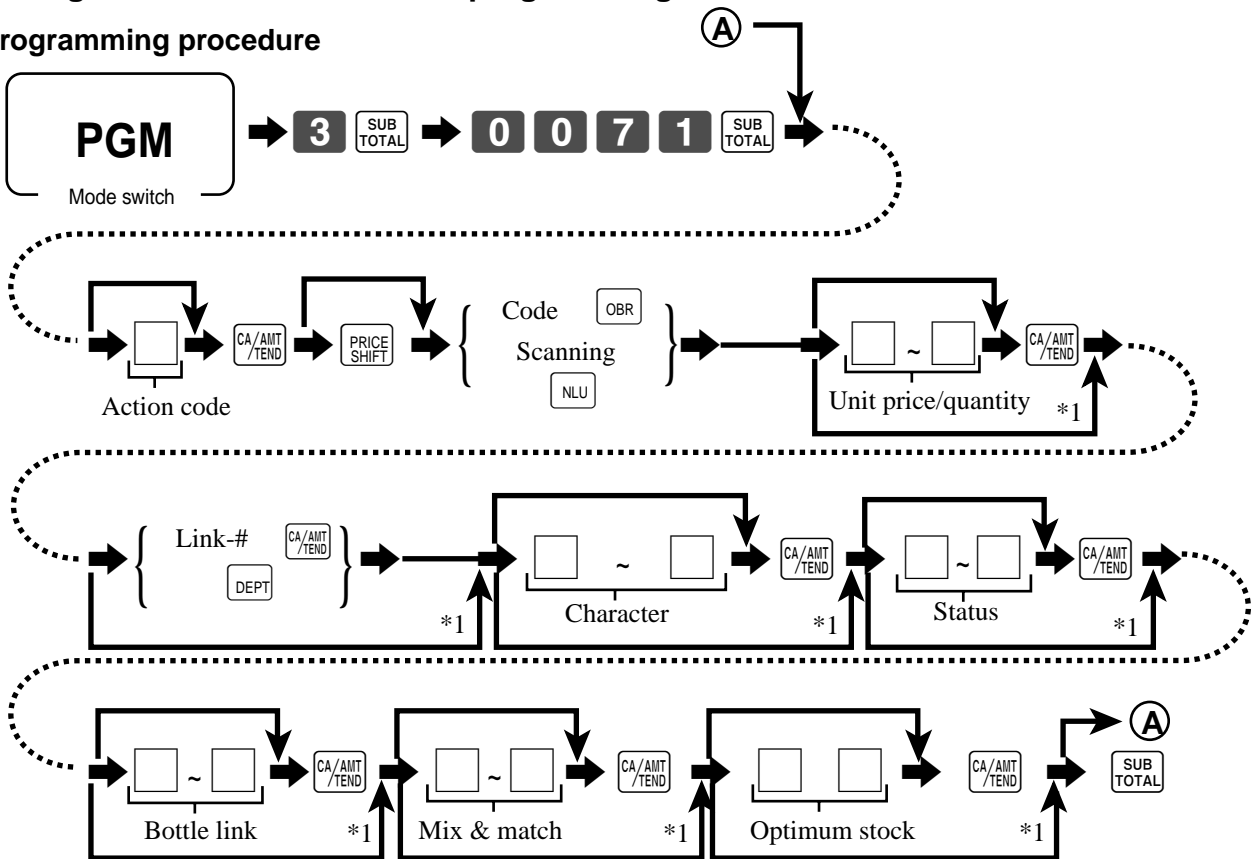 rogramming procedure
A
PGM
Mode switch
3 SUB TOTAL 0 0 7 1 SUB TOTAL
CA/AMT /TEND PRICE SHIFT Code OBR ~ CA/AMT /TEND
Scanning
NLU
Action code Unit price/quantity *1
Link-# CA/AMT /TEND ~ CA/AMT /TEND ~ CA/AMT /TEND
DEPT
*1 Character *1 Status *1
A
~ CA/AMT /TEND ~ CA/AMT /TEND CA/AMT /TEND SUB TOTAL
Bottle link *1 Mix & match *1 Optimum stock *1